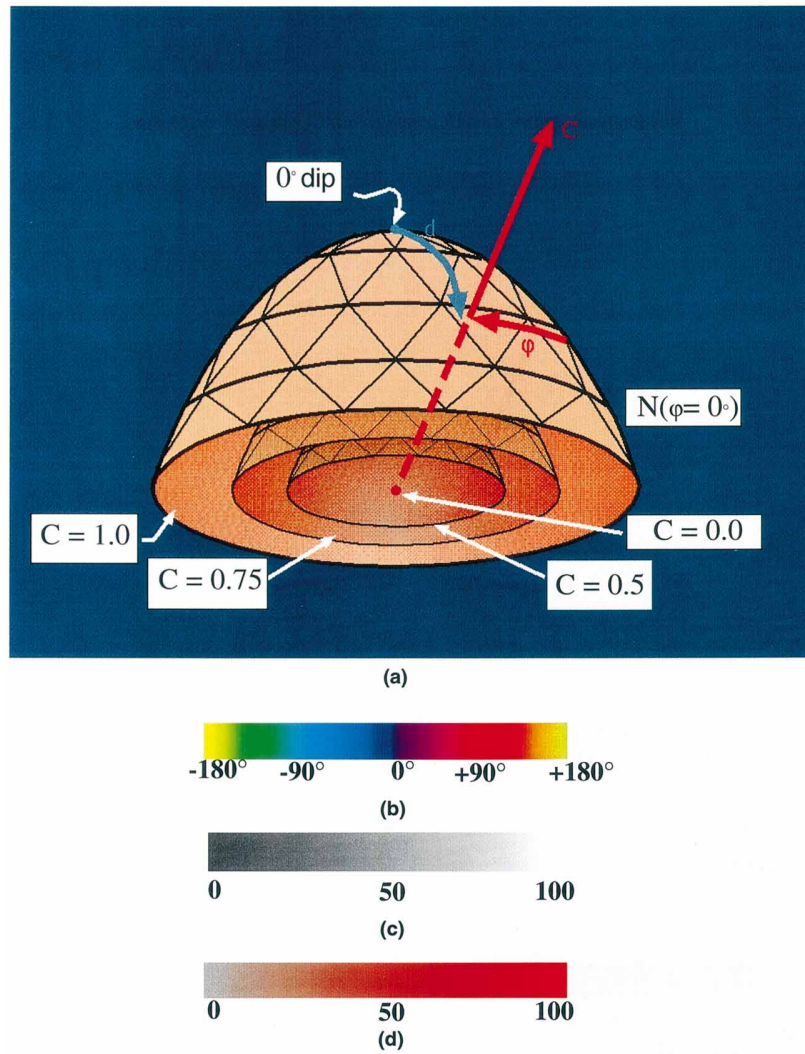 C
0° dip
d
φ
N(φ= 0°)
C = 1.0
C = 0.0
C = 0.75
C = 0.5
(a)
-180° -90° 0° +90° +180°
(b)
0 50 100
(c)
0 50 100
(d)